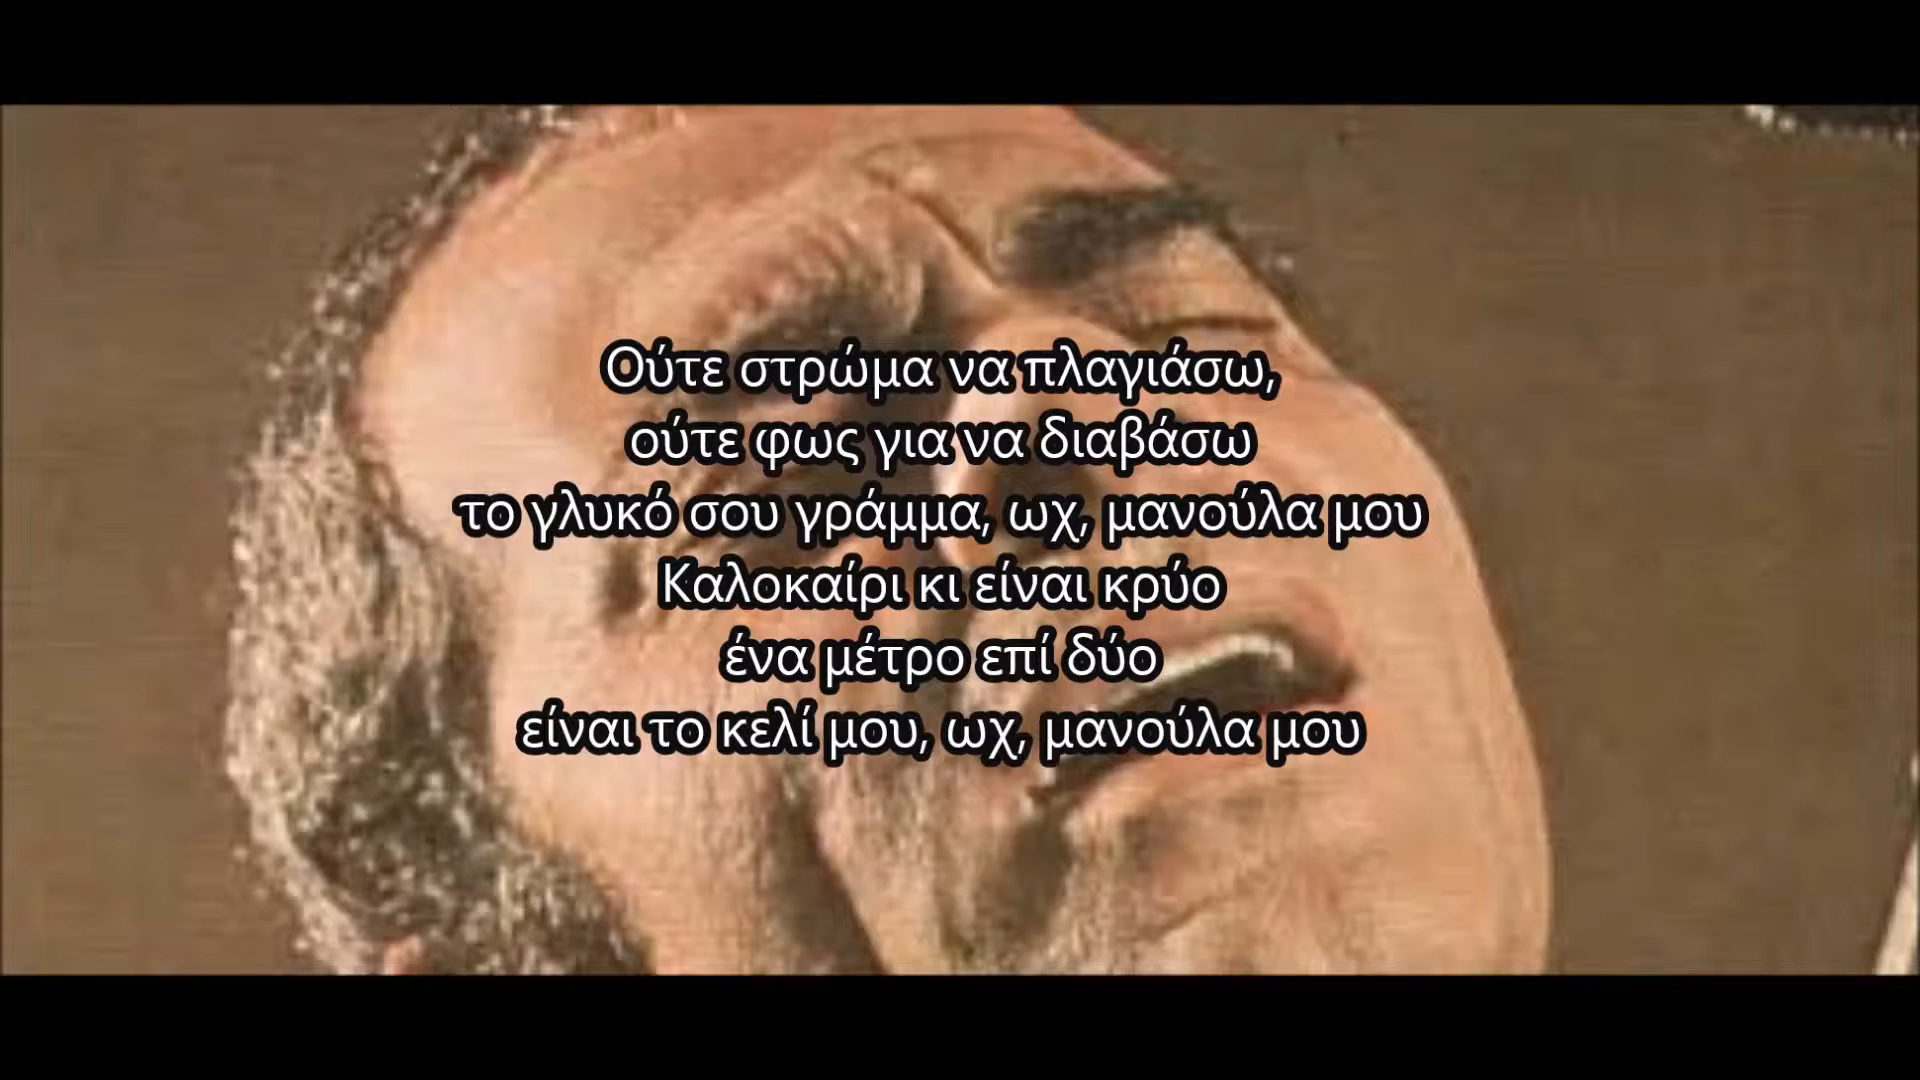 Ούτε στρώμα να πλαγιάσω,
ούτε φως για να διαβάσω
το γλυκό σου γράμμα, ωχ, μανούλα μου
Καλοκαίρι κι είναι κρύο
ένα μέτρο επί δύο
είναι το κελί μου, ωχ, μανούλα μου